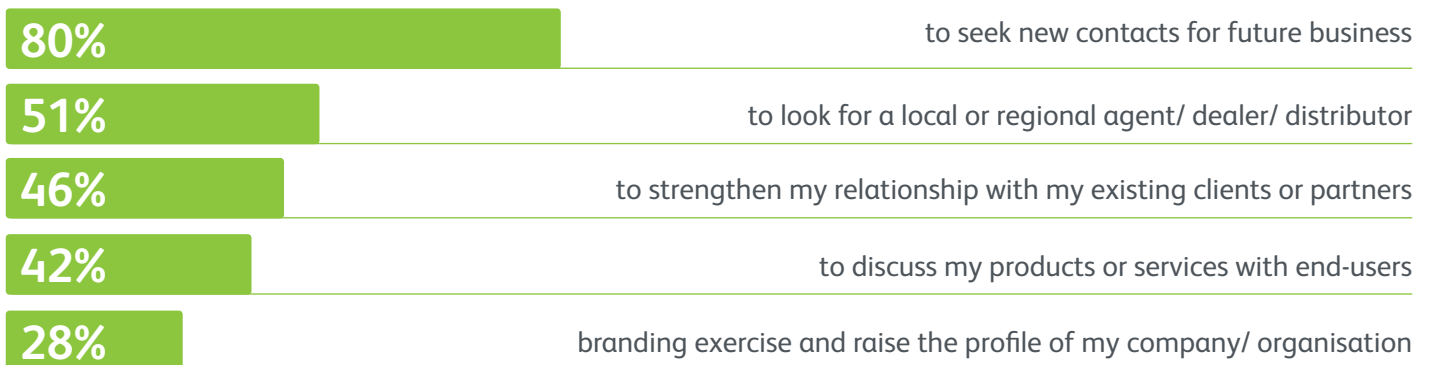 80% to seek new contacts for future business
51% to look for a local or regional agent/ dealer/ distributor
46% to strengthen my relationship with my existing clients or partners
42% to discuss my products or services with end-users
28% branding exercise and raise the profile of my company/ organisation